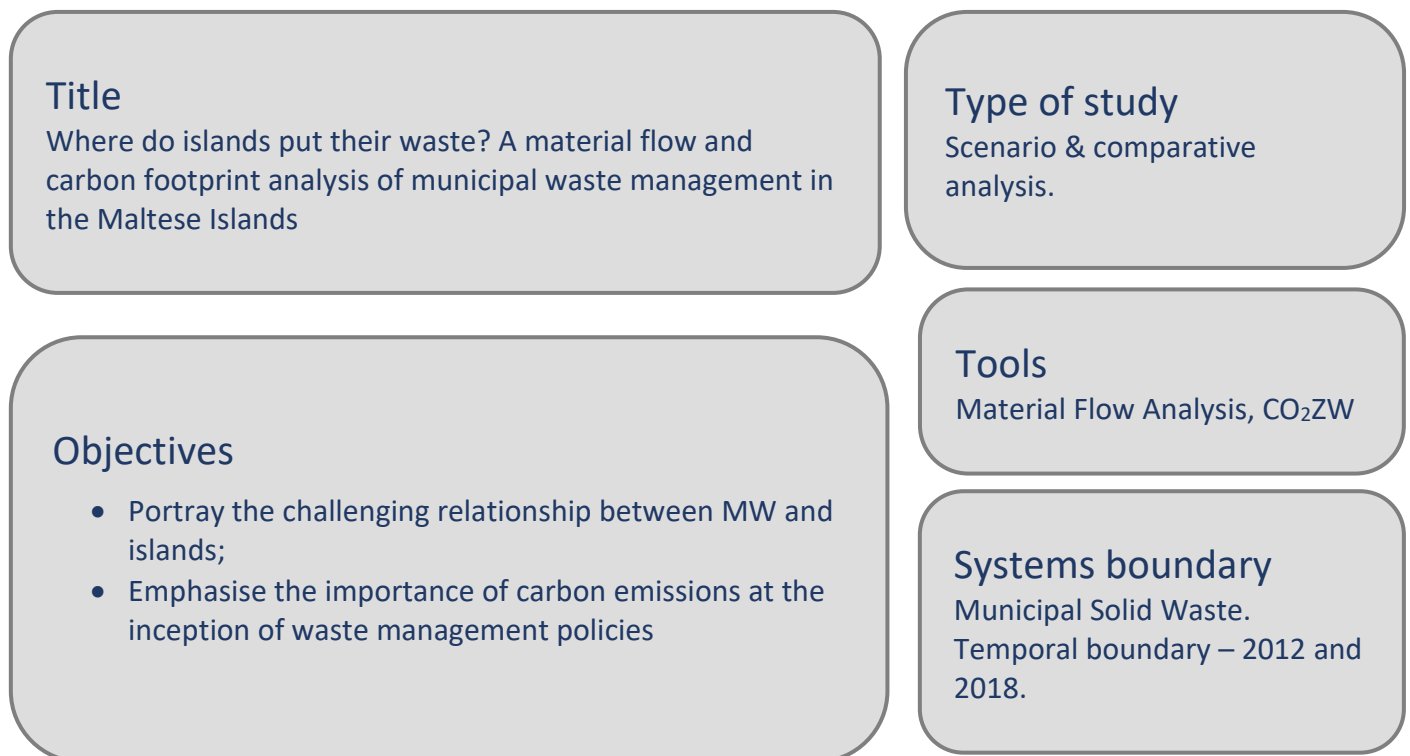 Title
Where do islands put their waste? A material flow and
carbon footprint analysis of municipal waste management in
the Maltese Islands
Type of study
Scenario & comparative
analysis.
Tools
Material Flow Analysis, CO₂ZW
Objectives
• Portray the challenging relationship between MW and
islands;
• Emphasise the importance of carbon emissions at the
inception of waste management policies
Systems boundary
Municipal Solid Waste.
Temporal boundary – 2012 and
2018.